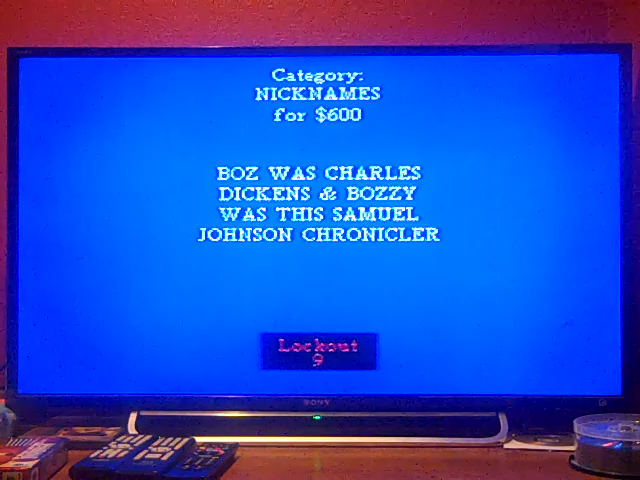 Category:
NICKNAMES
for $600
BOZ WAS CHARLES
DICKENS & BOZZY
WAS THIS SAMUEL
JOHNSON CHRONICLER
Lockout
9
SONY